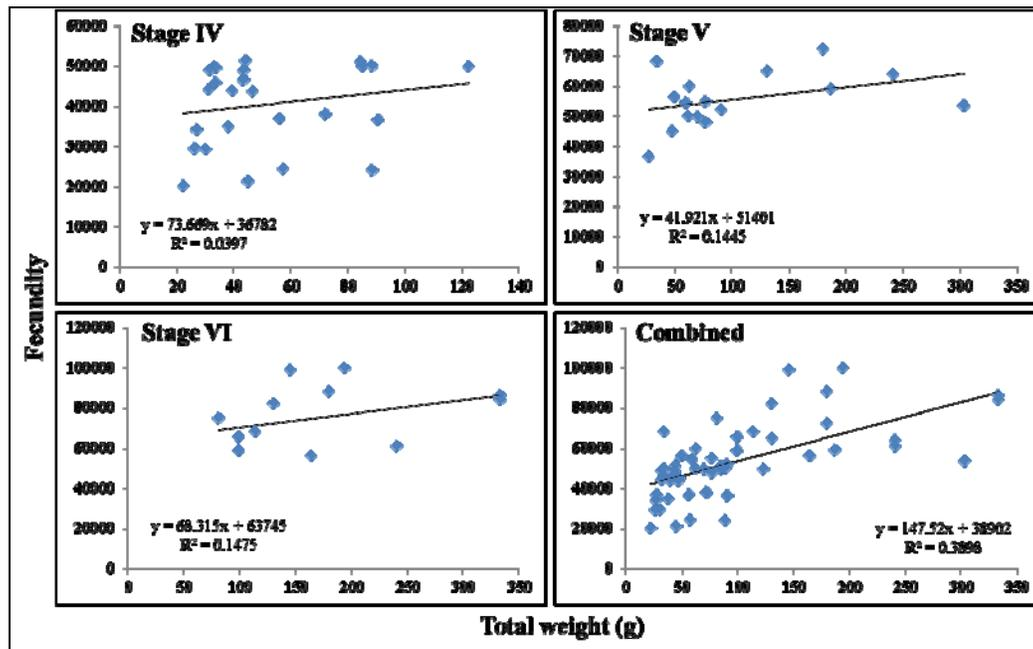 Fecundity
Stage IV
60000
50000
40000
30000
20000
10000
0
y = 73.669x + 36782
R² = 0.0397
0 20 40 60 80 100 120 140
Stage V
80000
70000
60000
50000
40000
30000
20000
10000
0
y = 41.921x + 51401
R² = 0.1445
0 50 100 150 200 250 300 350
Stage VI
120000
100000
80000
60000
40000
20000
0
y = 68.315x + 63745
R² = 0.1475
0 50 100 150 200 250 300 350
Combined
120000
100000
80000
60000
40000
20000
0
y = 147.52x + 38902
R² = 0.3898
0 50 100 150 200 250 300 350
Total weight (g)